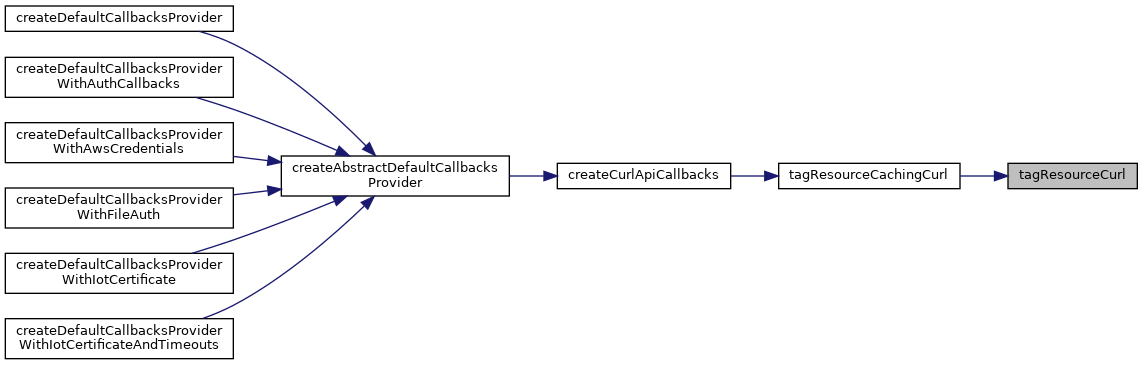 createDefaultCallbacksProvider
createDefaultCallbacksProvider
WithAuthCallbacks
createDefaultCallbacksProvider
WithAwsCredentials
createDefaultCallbacksProvider
WithFileAuth
createDefaultCallbacksProvider
WithIotCertificate
createDefaultCallbacksProvider
WithIotCertificateAndTimeouts
createAbstractDefaultCallbacks
Provider
createCurlApiCallbacks
tagResourceCachingCurl
tagResourceCurl